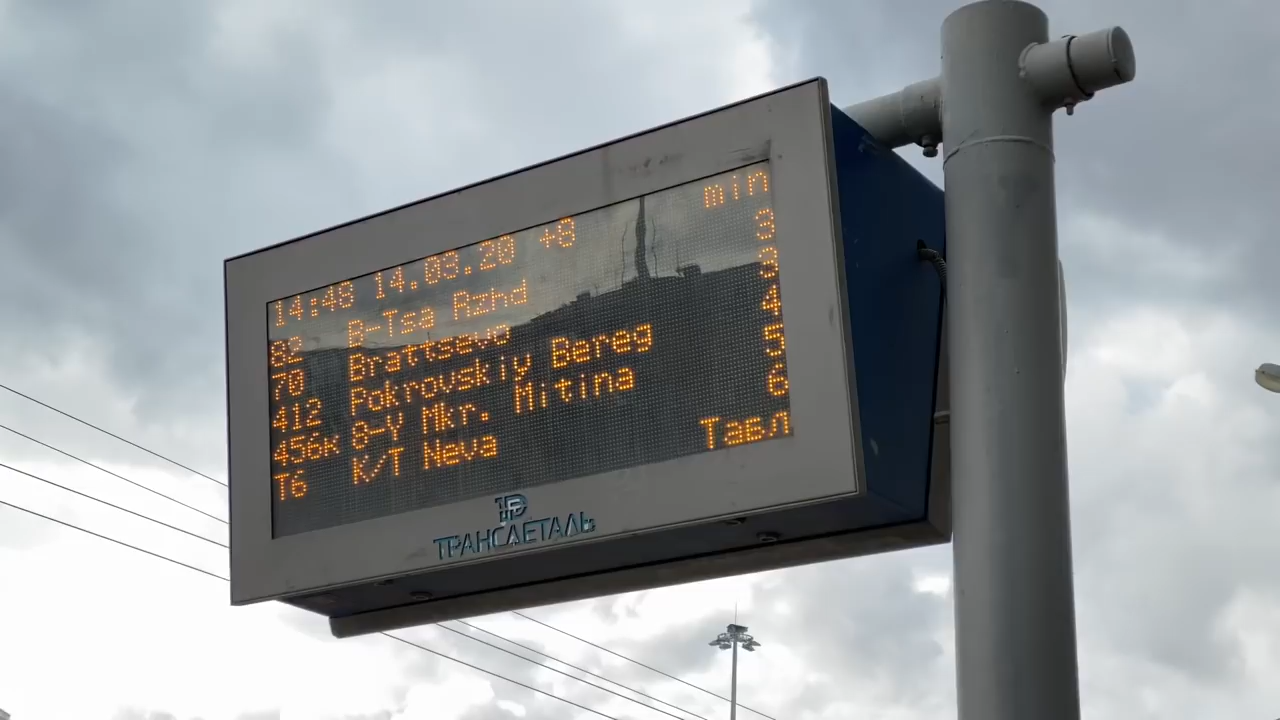 14:48 14.03.20 +8 min
82 B-Tsa Rzhd 3
70 Brattsevo 3
412 Pokrovskiy Bereg 4
456к 8-Y Mkr. Mitina 5
T6 K/T Neva 6
Табл
ТРАНСДЕТАЛЬ